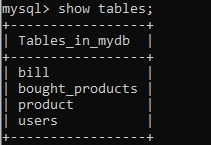 mysql> show tables;
+-----------------+
| Tables_in_mydb  |
+-----------------+
| bill            |
| bought_products |
| product         |
| users           |
+-----------------+